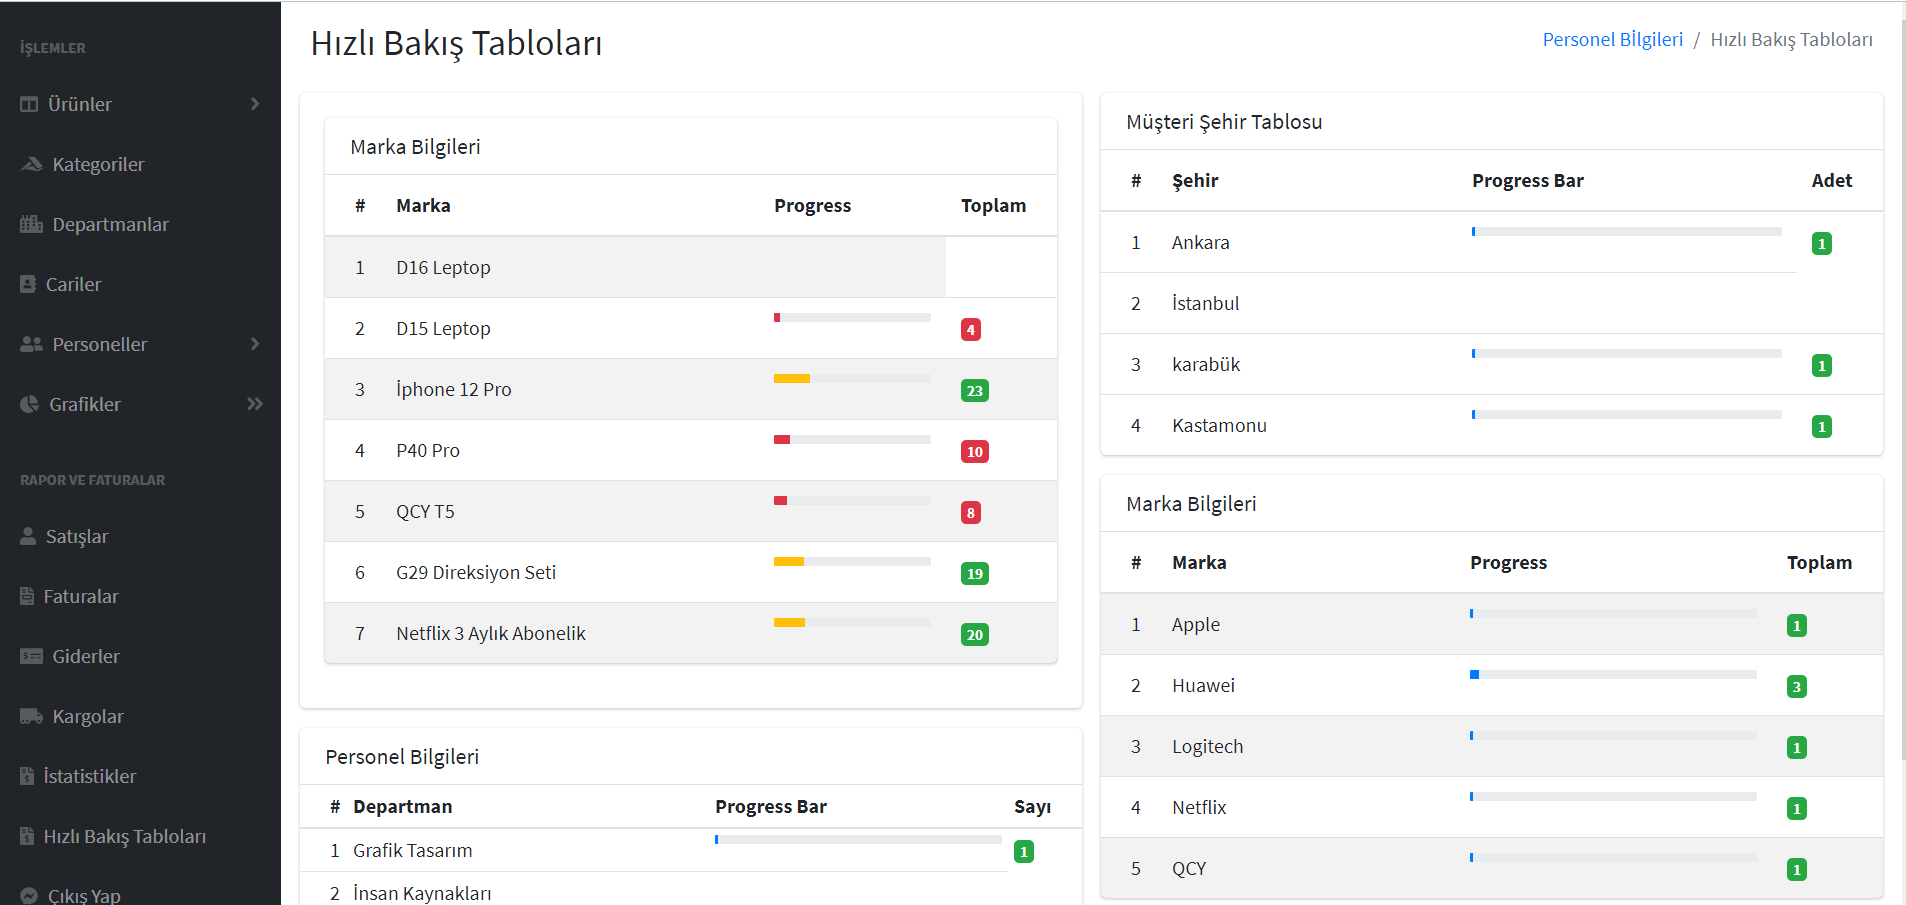 İŞLEMLER
Ürünler
Kategoriler
Departmanlar
Cariler
Personeller
Grafikler
RAPOR VE FATURALAR
Satışlar
Faturalar
Giderler
Kargolar
İstatistikler
Hızlı Bakış Tabloları
Çıkış Yap
Hızlı Bakış Tabloları
Personel Bİlgileri / Hızlı Bakış Tabloları
Marka Bilgileri
# Marka Progress Toplam
1 D16 Leptop
2 D15 Leptop 4
3 İphone 12 Pro 23
4 P40 Pro 10
5 QCY T5 8
6 G29 Direksiyon Seti 19
7 Netflix 3 Aylık Abonelik 20
Personel Bilgileri
# Departman Progress Bar Sayı
1 Grafik Tasarım 1
2 İnsan Kaynakları
Müşteri Şehir Tablosu
# Şehir Progress Bar Adet
1 Ankara 1
2 İstanbul
3 karabük 1
4 Kastamonu 1
Marka Bilgileri
# Marka Progress Toplam
1 Apple 1
2 Huawei 3
3 Logitech 1
4 Netflix 1
5 QCY 1